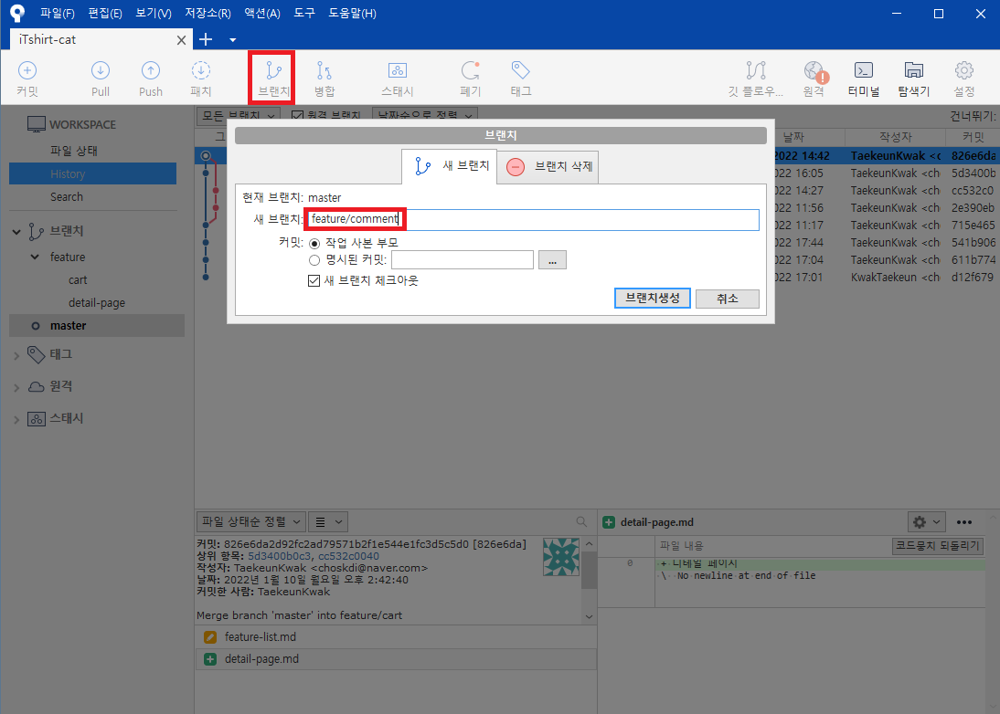 파일(F) 편집(E) 보기(V) 저장소(R) 액션(A) 도구 도움말(H)
iTshirt-cat
커밋 Pull Push 패치 브랜치 병합 스태시 폐기 태그 깃 플로우... 원격 터미널 탐색기 설정
WORKSPACE
파일 상태
History
Search
브랜치
feature
cart
detail-page
master
태그
원격
스태시
모든 브랜치 원격 브랜치 날짜순으로 정렬 건너뛰기:
그 날짜 작성자 커밋
2022 14:42 TaekeunKwak <c 826e6da
022 16:05 TaekeunKwak <ch 5d3400b
022 14:27 TaekeunKwak <ch cc532c0
022 11:56 TaekeunKwak <ch 2e390eb
022 11:17 TaekeunKwak <ch 715e465
022 17:44 TaekeunKwak <ch 541b906
022 17:04 TaekeunKwak <ch 611b774
022 17:01 KwakTaekeun <ch d12f679
브랜치
새 브랜치 브랜치 삭제
현재 브랜치: master
새 브랜치: feature/comment
커밋: 작업 사본 부모
명시된 커밋: ...
새 브랜치 체크아웃
브랜치생성 취소
파일 상태순 정렬
커밋: 826e6da2d92fc2ad79571b2f1e544e1fc3d5c5d0 [826e6da]
상위 항목: 5d3400b0c3, cc532c0040
작성자: TaekeunKwak <choskdi@naver.com>
날짜: 2022년 1월 10일 월요일 오후 2:42:40
커밋한 사람: TaekeunKwak
Merge branch 'master' into feature/cart
feature-list.md
detail-page.md
detail-page.md
파일 내용 코드뭉치 되돌리기
0 + 디테일 페이지
\ No newline at end of file